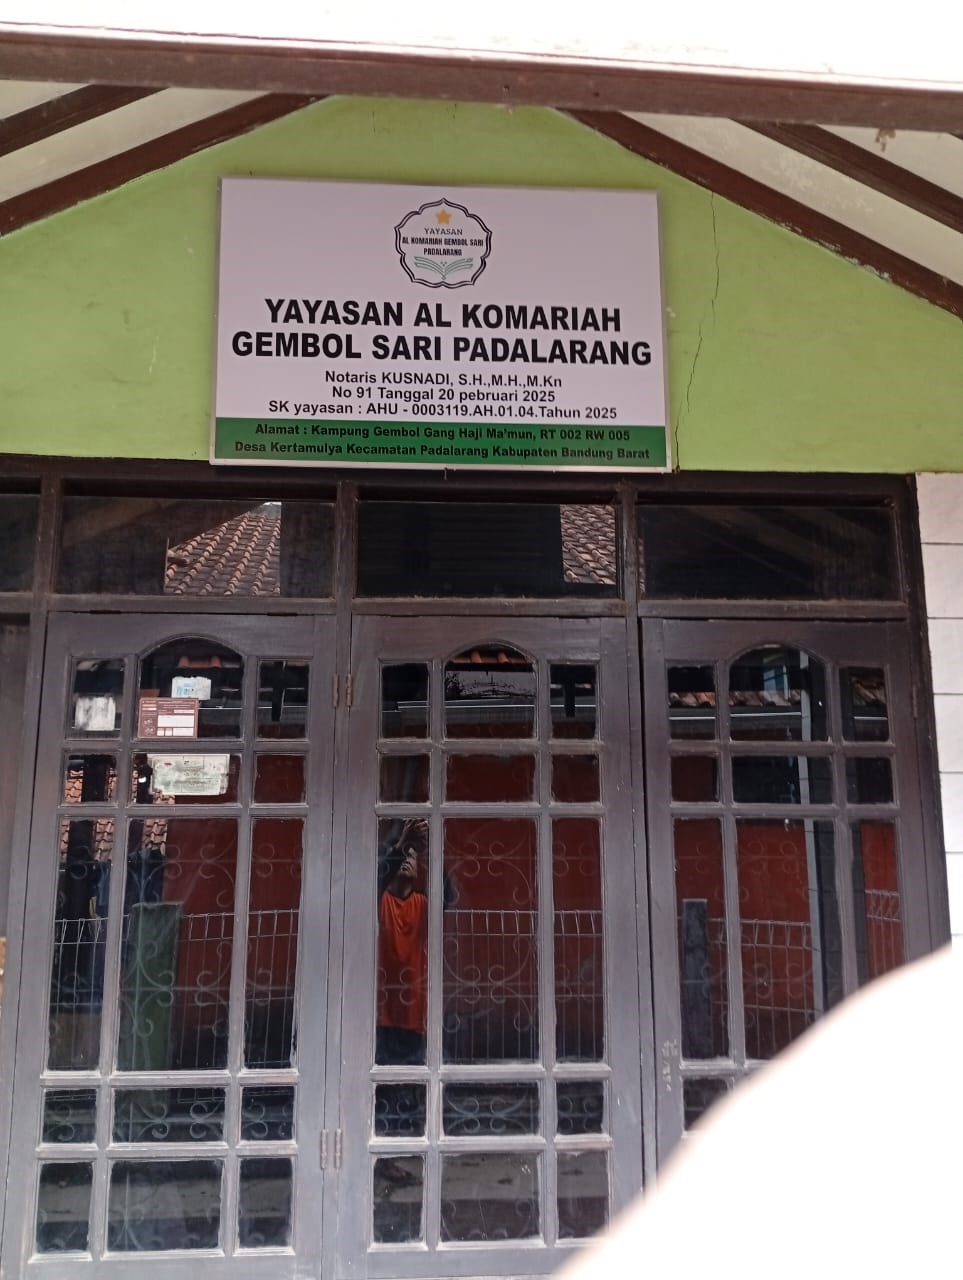 YAYASAN
AL KOMARIAH GEMBOL SARI
PADALARANG
YAYASAN AL KOMARIAH
GEMBOL SARI PADALARANG
Notaris KUSNADI, S.H.,M.H.,M.Kn
No 91 Tanggal 20 pebruari 2025
SK yayasan : AHU - 0003119.AH.01.04.Tahun 2025
Alamat : Kampung Gembol Gang Haji Ma'mun, RT 002 RW 005
Desa Kertamulya Kecamatan Padalarang Kabupaten Bandung Barat